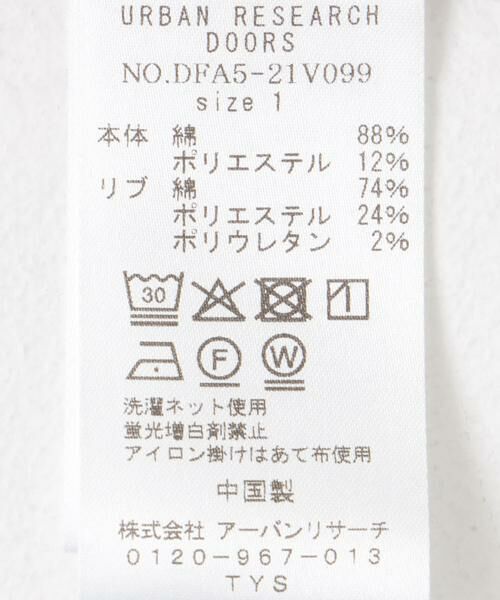 URBAN RESEARCH
DOORS
NO.DFA5-21V099
size 1
本体 綿 88%
ポリエステル 12%
リブ 綿 74%
ポリエステル 24%
ポリウレタン 2%
30
F W
洗濯ネット使用
蛍光増白剤禁止
アイロン掛けはあて布使用
中国製
株式会社 アーバンリサーチ
0120-967-013
TYS